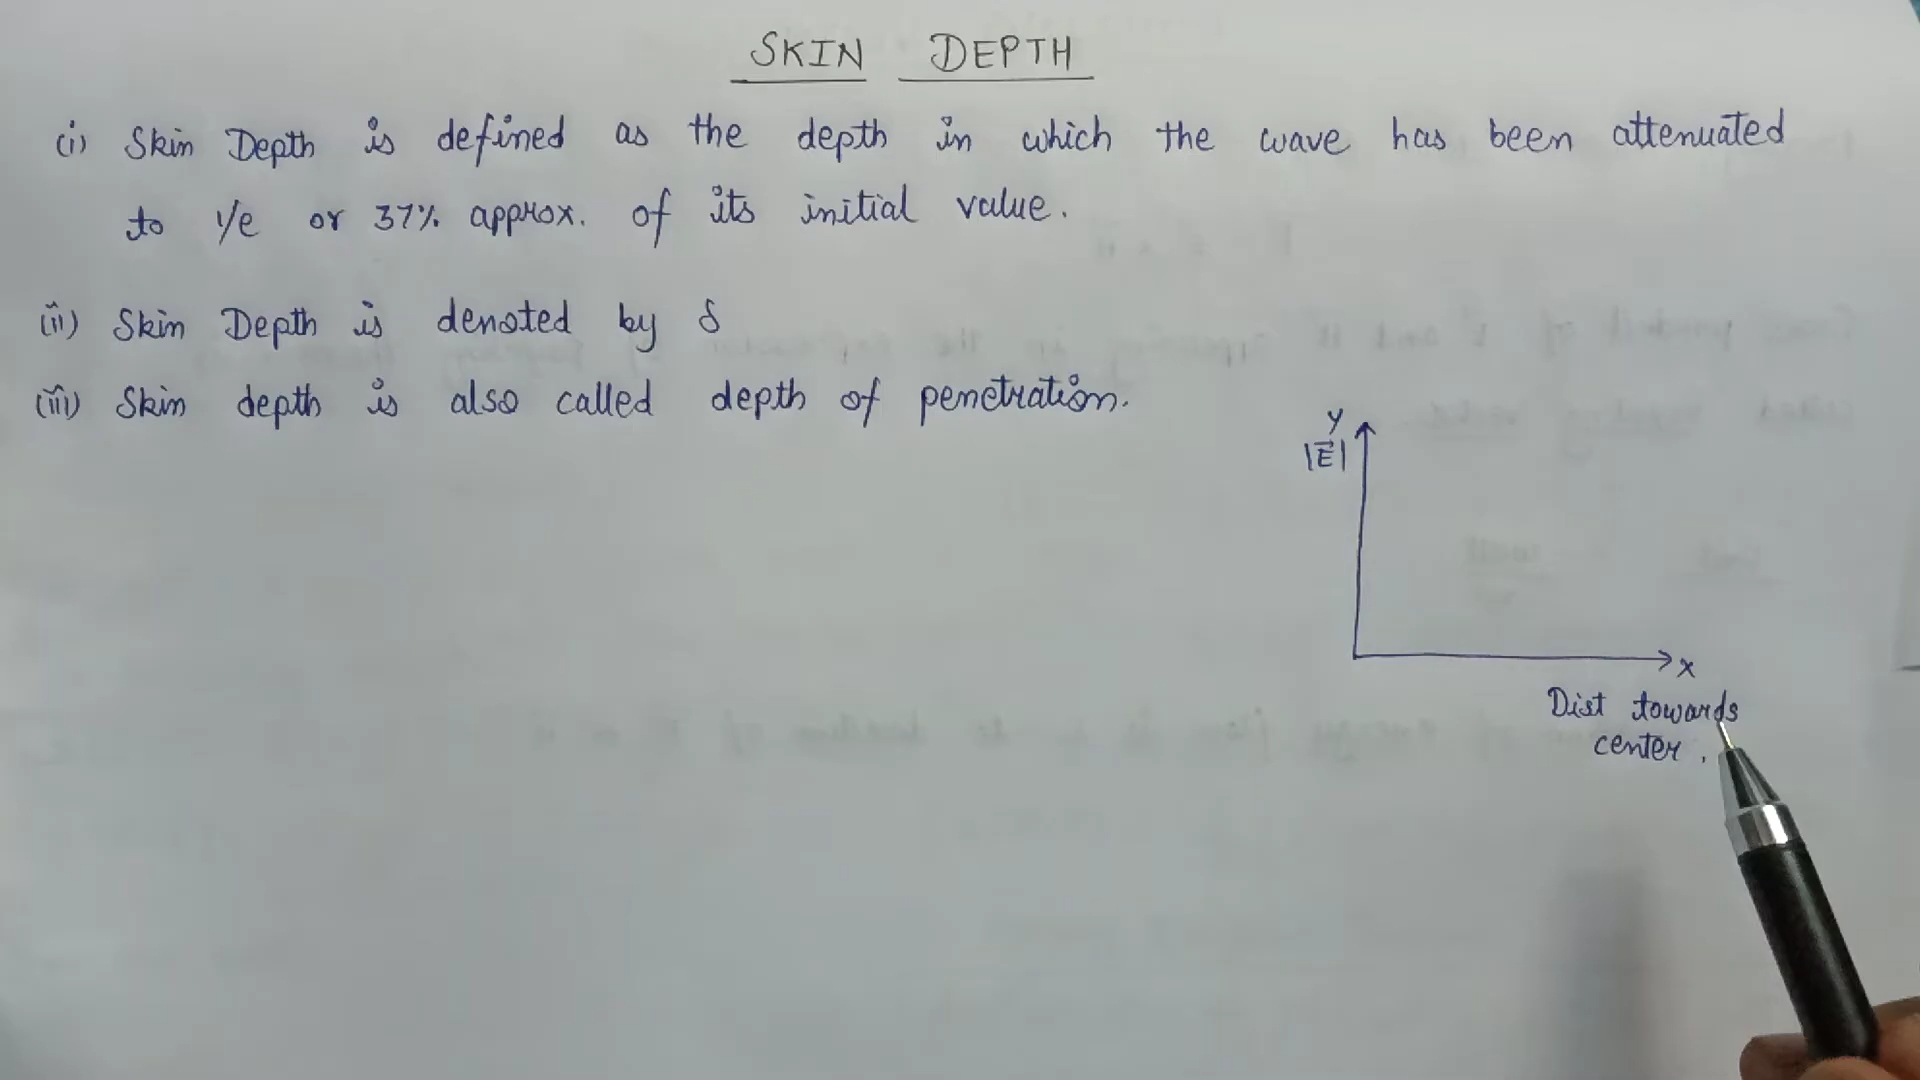 SKIN DEPTH
(i) Skin Depth is defined as the depth in which the wave has been attenuated
to 1/e or 37% approx. of its initial value.
(ii) Skin Depth is denoted by δ
(iii) Skin depth is also called depth of penetration.
Y
|E⃗|
X
Dist towards
center.